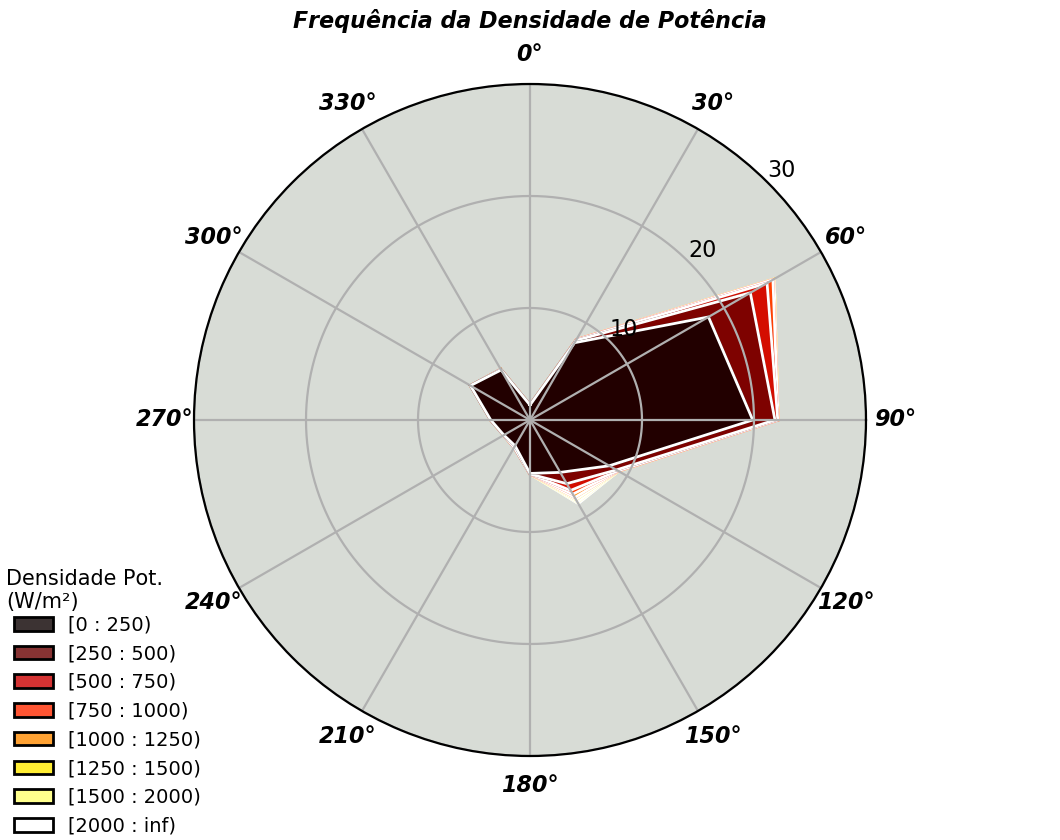 Frequência da Densidade de Potência
0°
330°
30°
30
300°
60°
20
10
270°
90°
240°
120°
210°
150°
180°
Densidade Pot.
(W/m²)
[0 : 250)
[250 : 500)
[500 : 750)
[750 : 1000)
[1000 : 1250)
[1250 : 1500)
[1500 : 2000)
[2000 : inf)